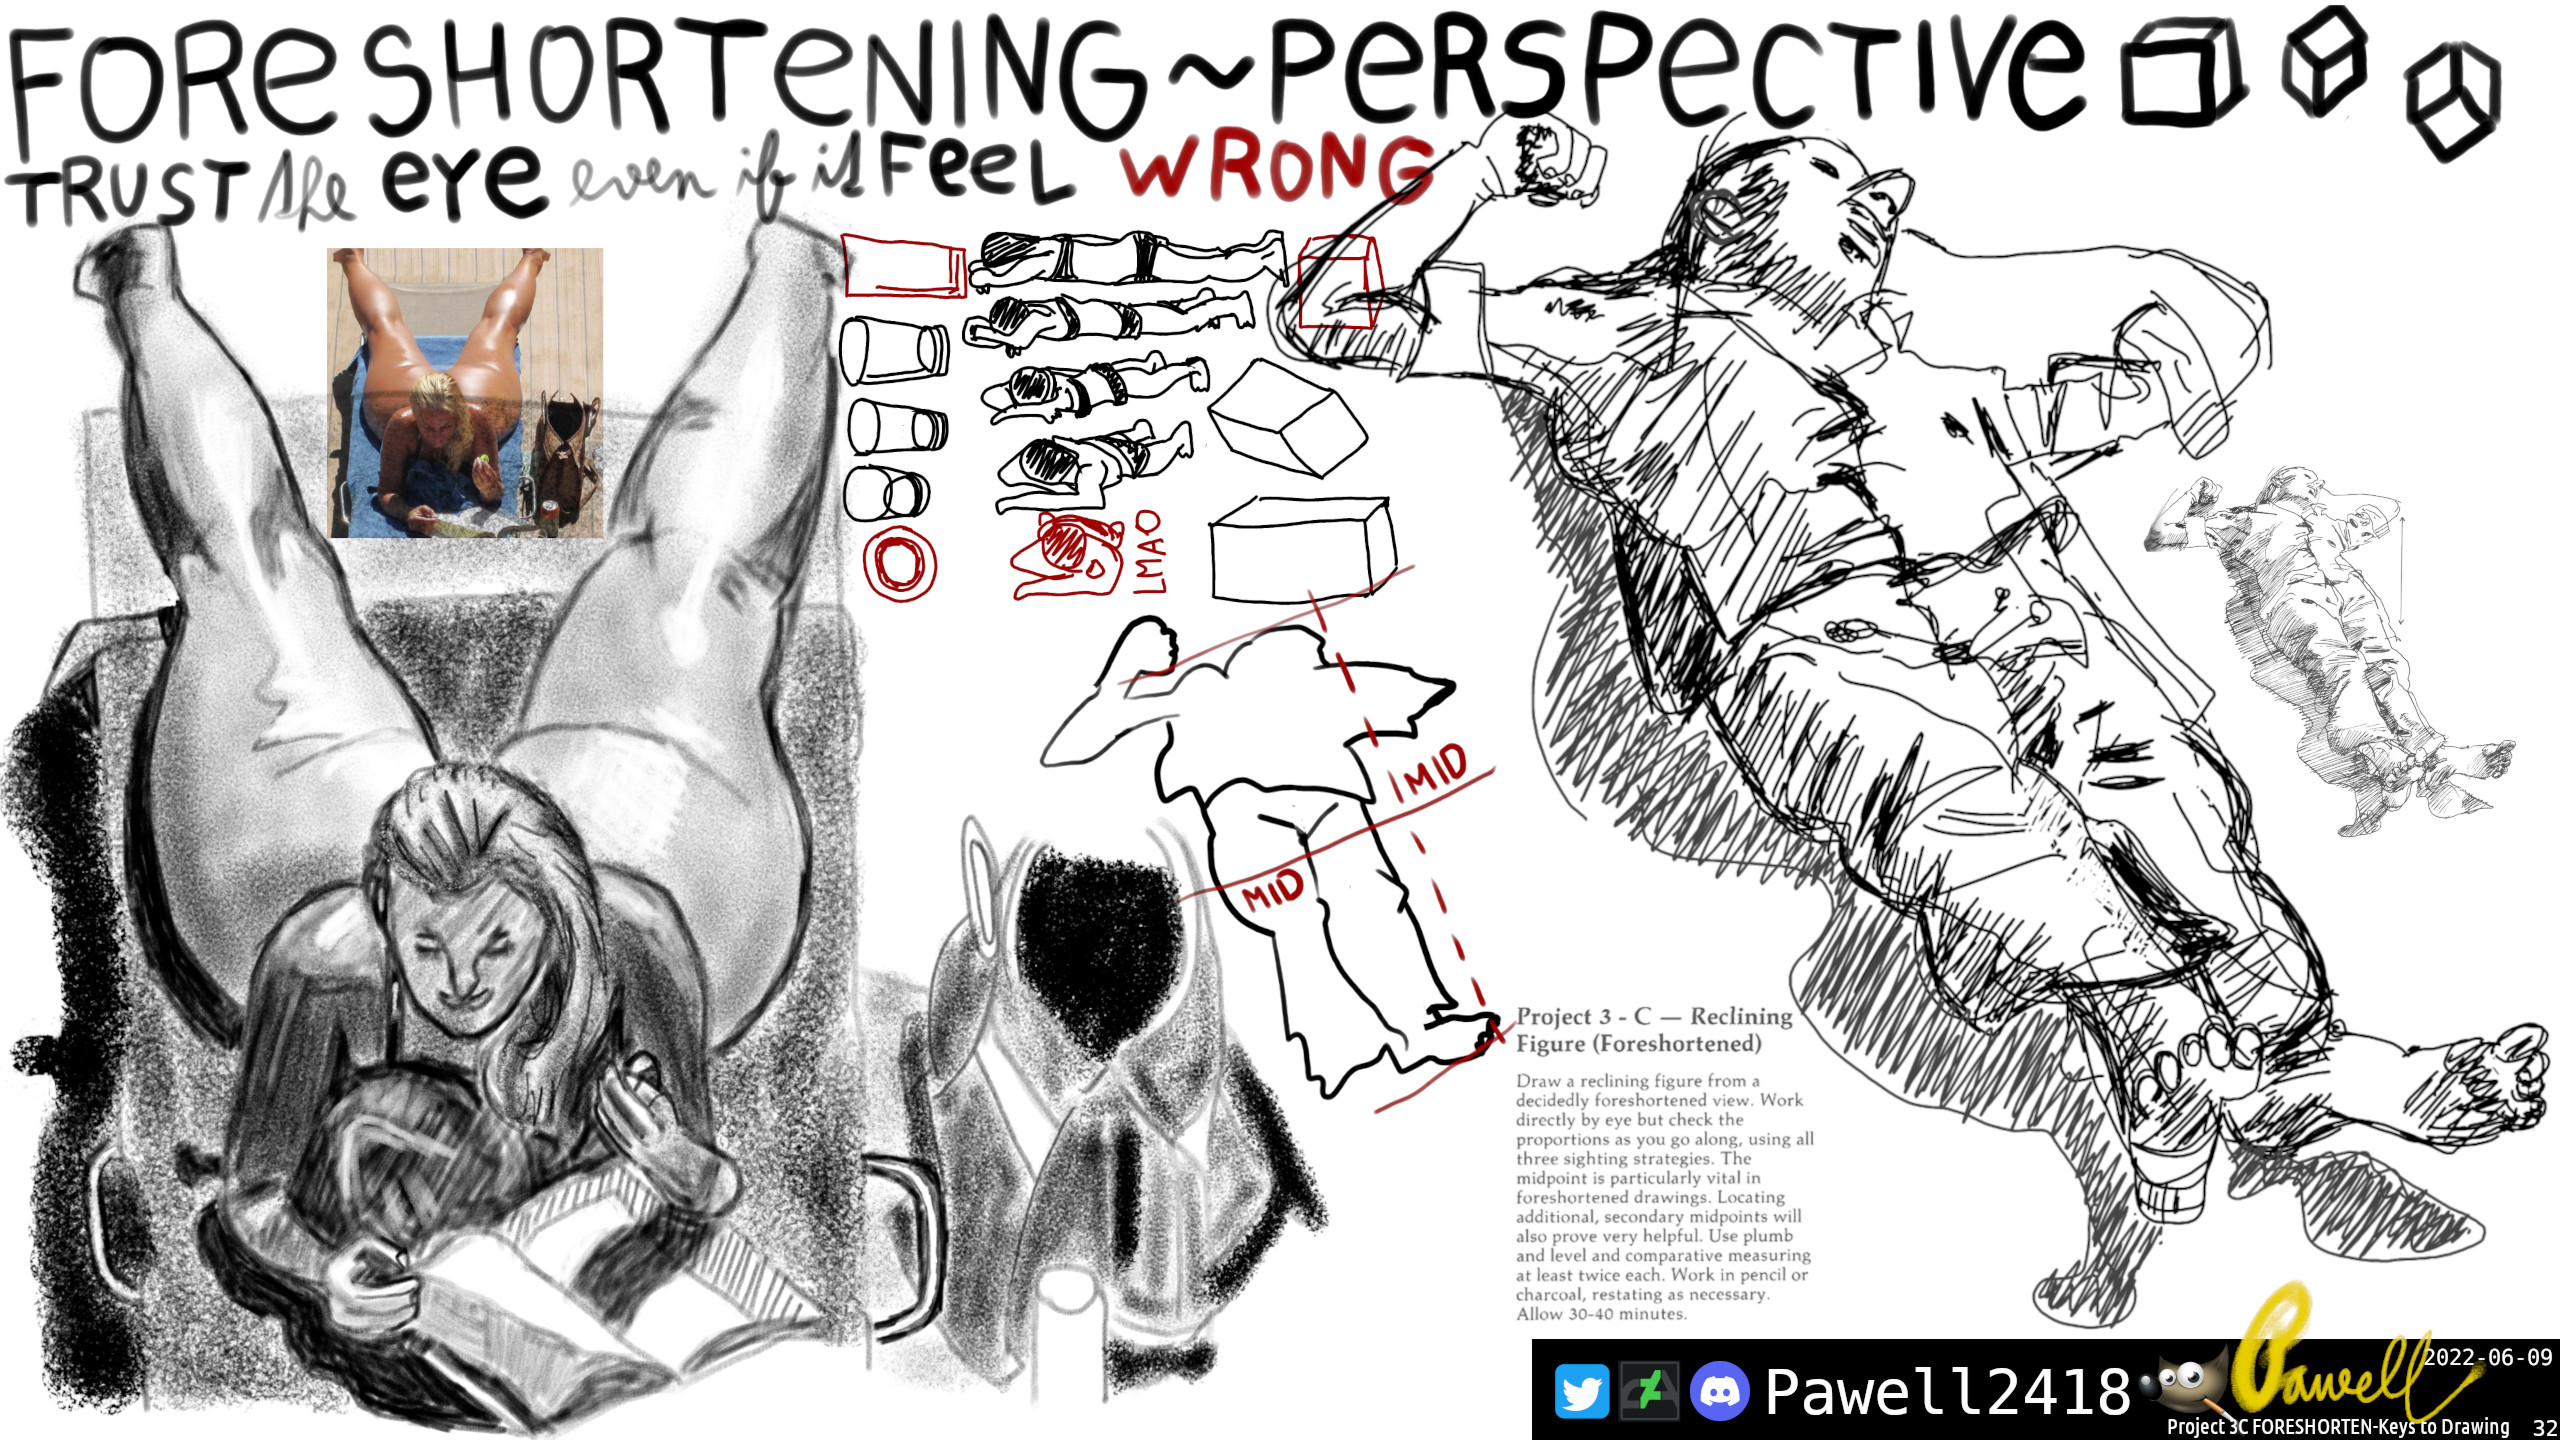 FORESHORTENING~PERSPECTIVE
TRUST the EYE even if it FEEL WRONG
LMAO
MID
MID
Project 3 - C — Reclining
Figure (Foreshortened)
Draw a reclining figure from a
decidedly foreshortened view. Work
directly by eye but check the
proportions as you go along, using all
three sighting strategies. The
midpoint is particularly vital in
foreshortened drawings. Locating
additional, secondary midpoints will
also prove very helpful. Use plumb
and level and comparative measuring
at least twice each. Work in pencil or
charcoal, restating as necessary.
Allow 30-40 minutes.
Pawell2418
Pawell
2022-06-09
Project 3C FORESHORTEN-Keys to Drawing 32